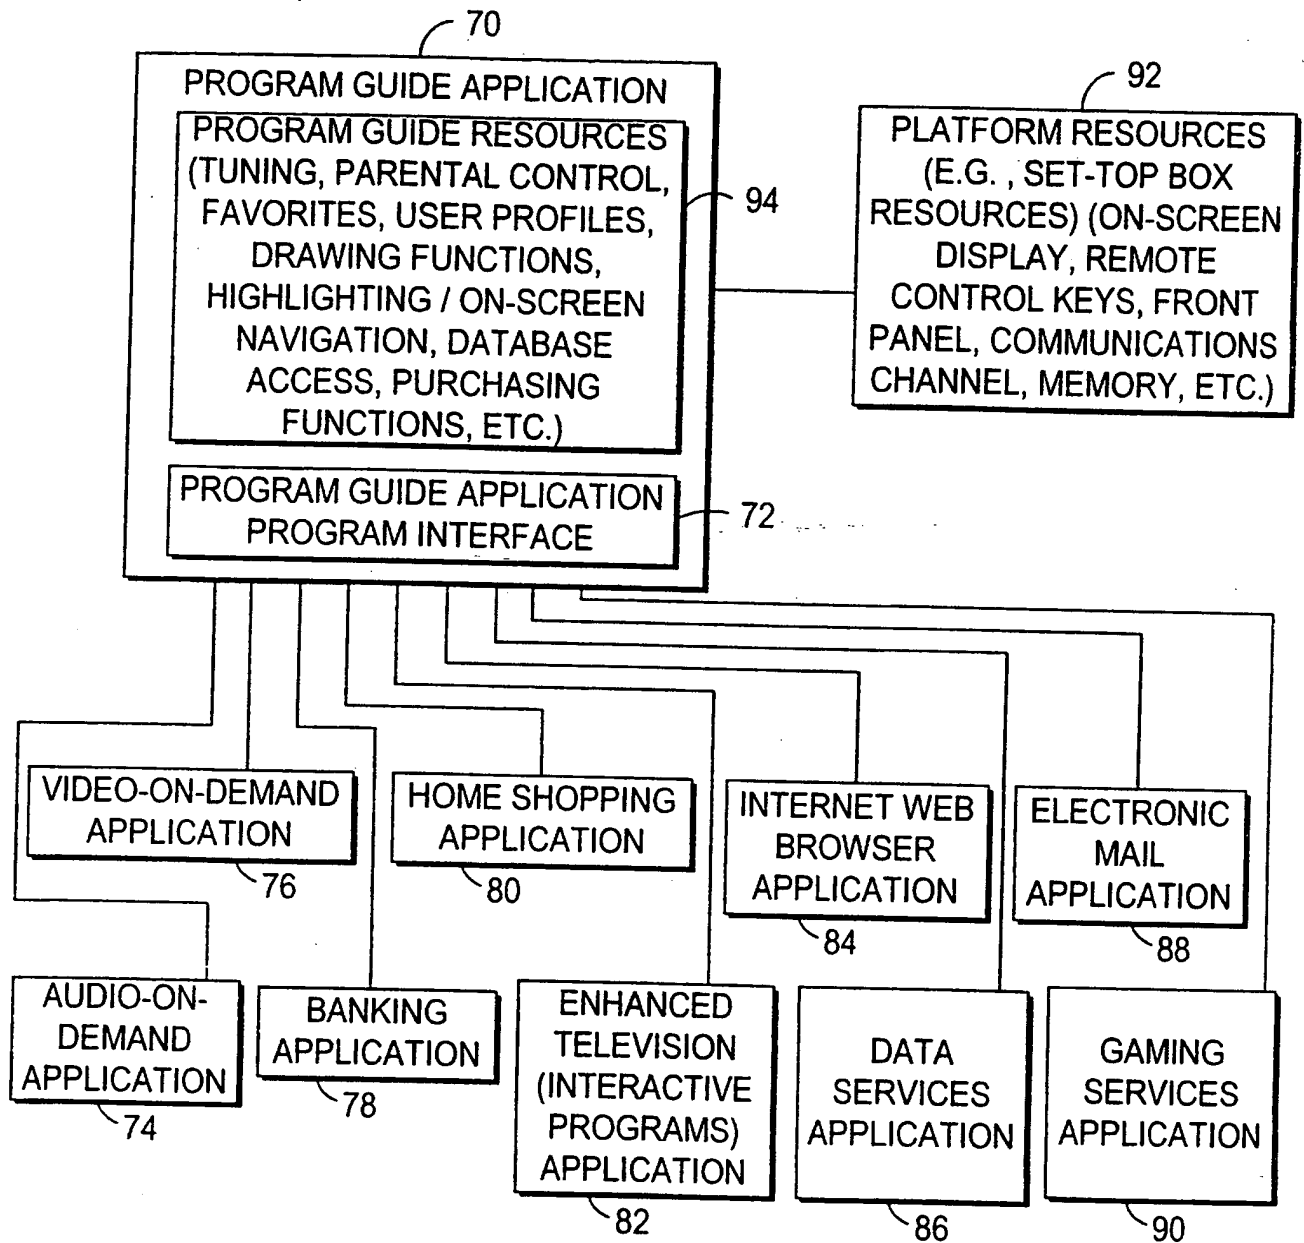 70
PROGRAM GUIDE APPLICATION
PROGRAM GUIDE RESOURCES
(TUNING, PARENTAL CONTROL,
FAVORITES, USER PROFILES,
DRAWING FUNCTIONS,
HIGHLIGHTING / ON-SCREEN
NAVIGATION, DATABASE
ACCESS, PURCHASING
FUNCTIONS, ETC.)
94
PROGRAM GUIDE APPLICATION
PROGRAM INTERFACE
72
92
PLATFORM RESOURCES
(E.G. , SET-TOP BOX
RESOURCES) (ON-SCREEN
DISPLAY, REMOTE
CONTROL KEYS, FRONT
PANEL, COMMUNICATIONS
CHANNEL, MEMORY, ETC.)
VIDEO-ON-DEMAND
APPLICATION
76
HOME SHOPPING
APPLICATION
80
INTERNET WEB
BROWSER
APPLICATION
84
ELECTRONIC
MAIL
APPLICATION
88
AUDIO-ON-
DEMAND
APPLICATION
74
BANKING
APPLICATION
78
ENHANCED
TELEVISION
(INTERACTIVE
PROGRAMS)
APPLICATION
82
DATA
SERVICES
APPLICATION
86
GAMING
SERVICES
APPLICATION
90